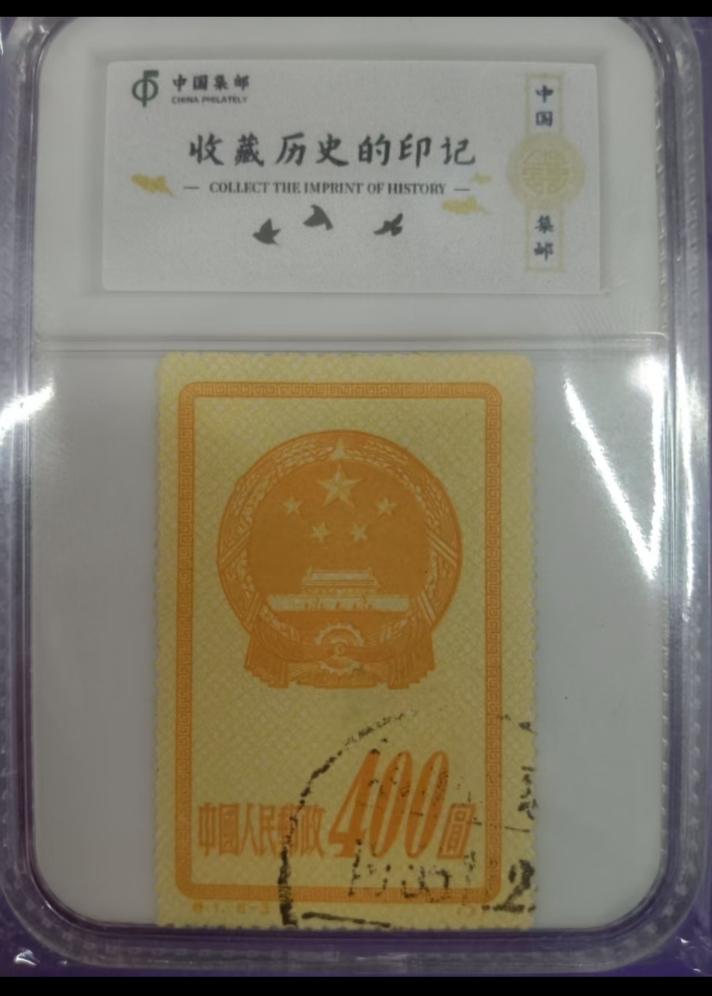 中国集邮
CHINA PHILATELY
收藏历史的印记
— COLLECT THE IMPRINT OF HISTORY —
中国
集邮
中國人民郵政 400圓